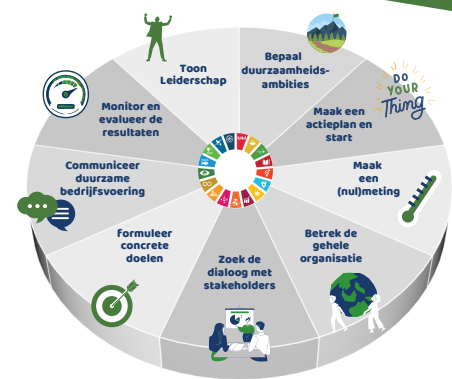 Toon
Leiderschap
Bepaal
duurzaamheids-
ambities
DO
YOUR
Thing
Maak een
actieplan en
start
Maak
een
(nul)meting
Betrek de
gehele
organisatie
Zoek de
dialoog met
stakeholders
formuleer
concrete
doelen
Communiceer
duurzame
bedrijfsvoering
Monitor en
evalueer de
resultaten